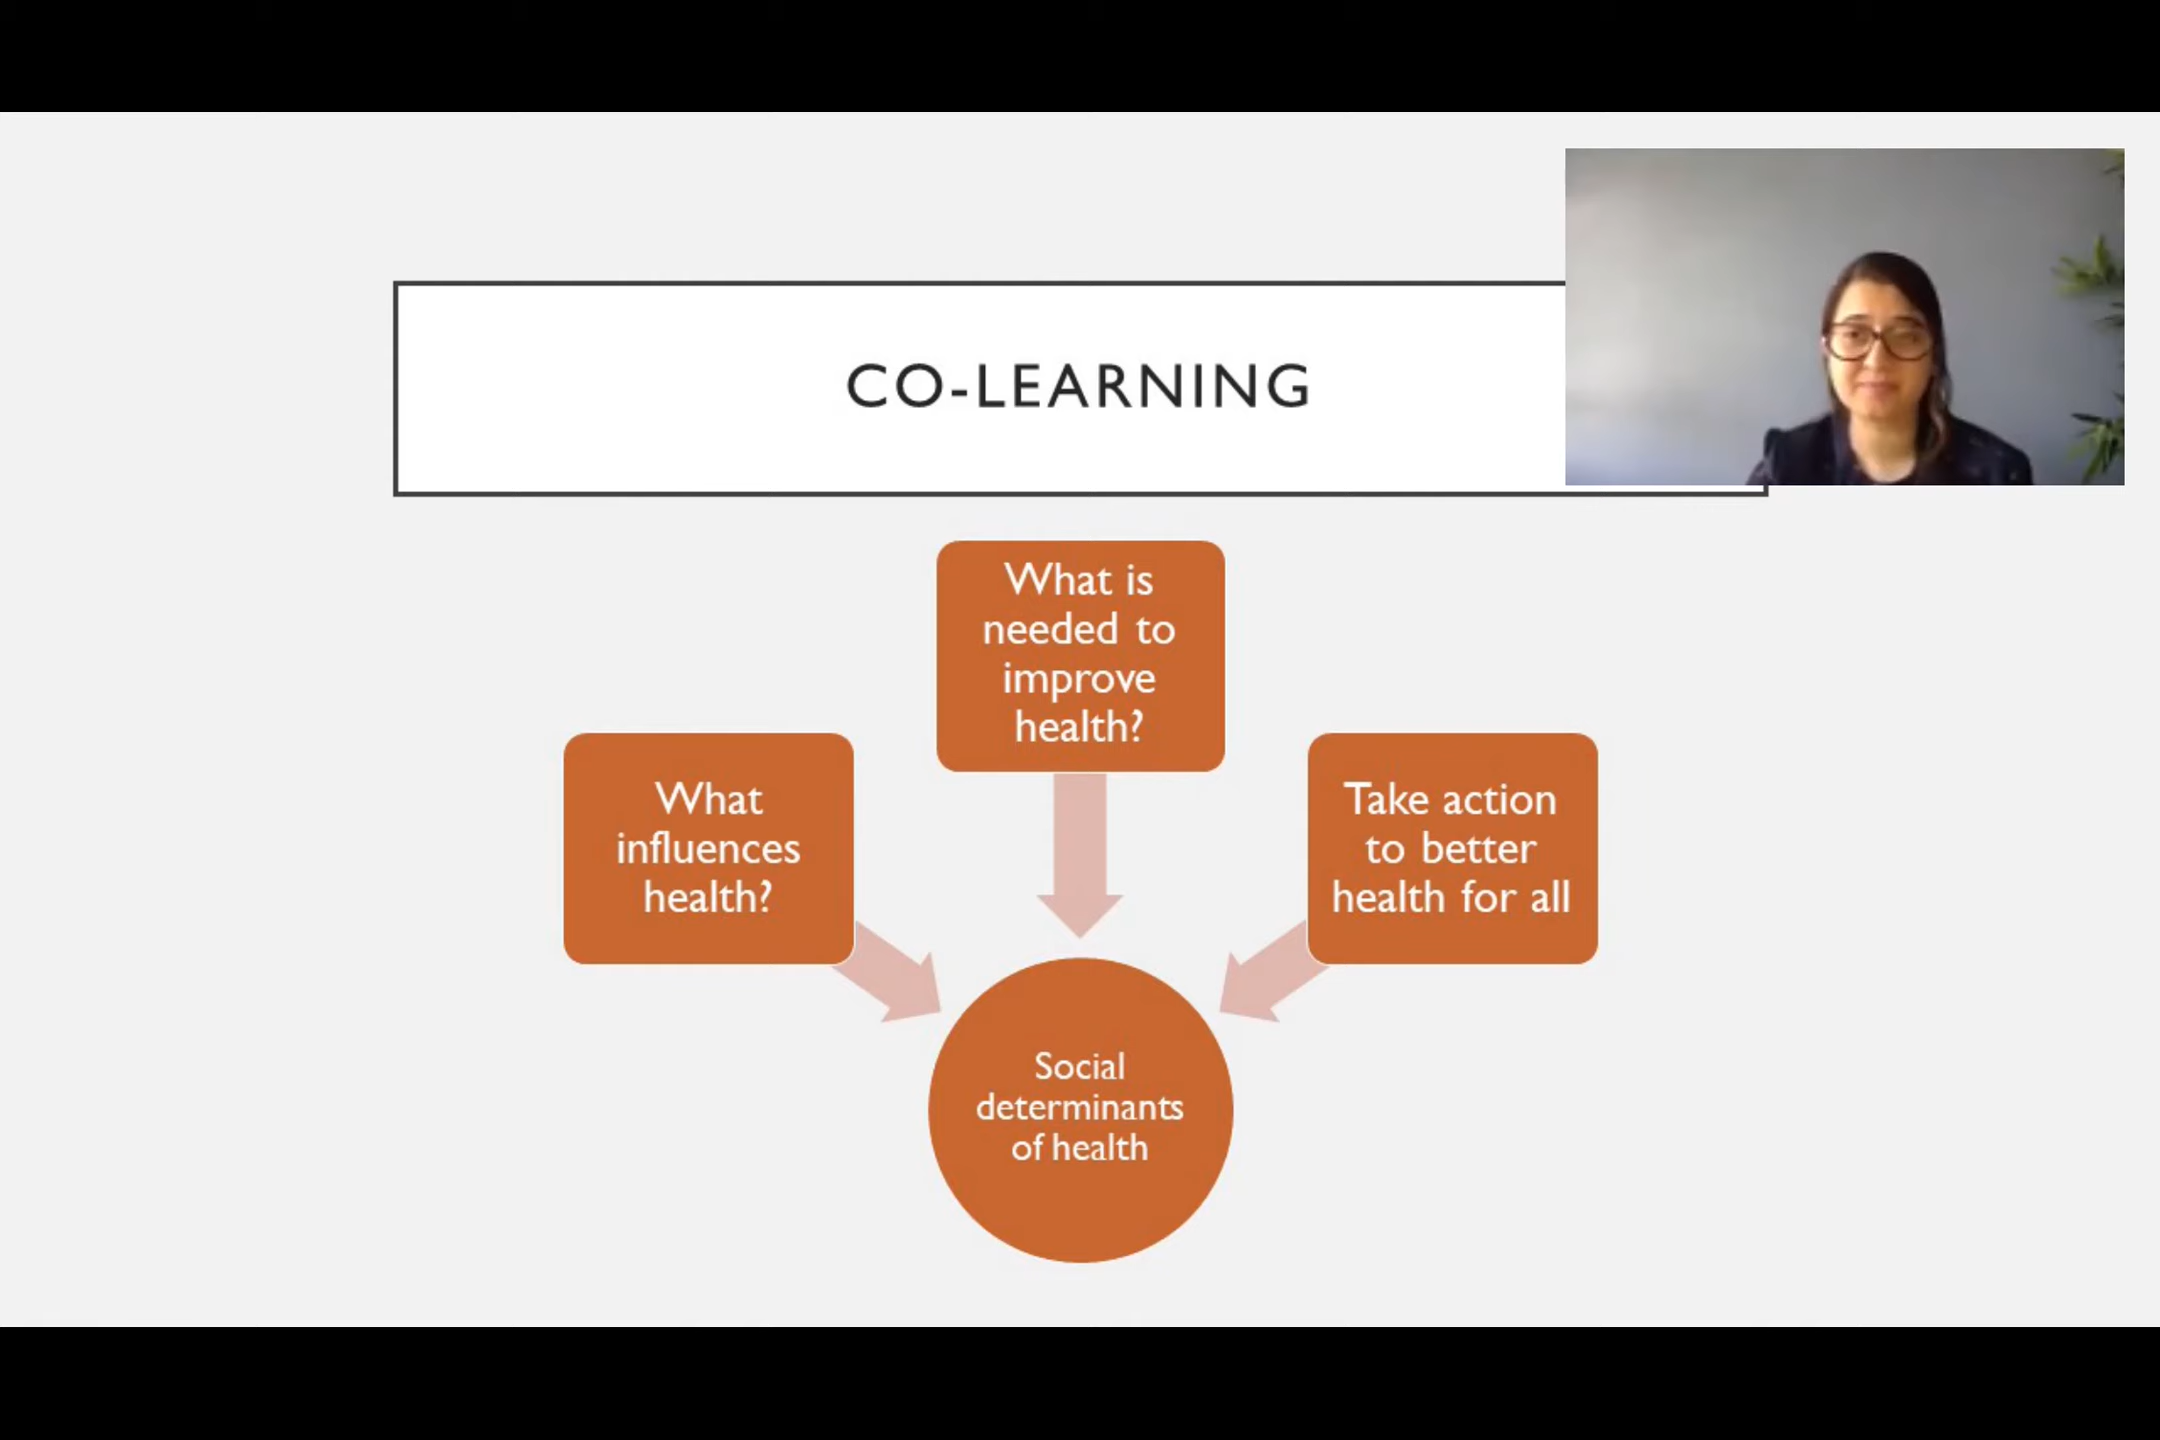 CO-LEARNING
What is
needed to
improve
health?
What
influences
health?
Take action
to better
health for all
Social
determinants
of health